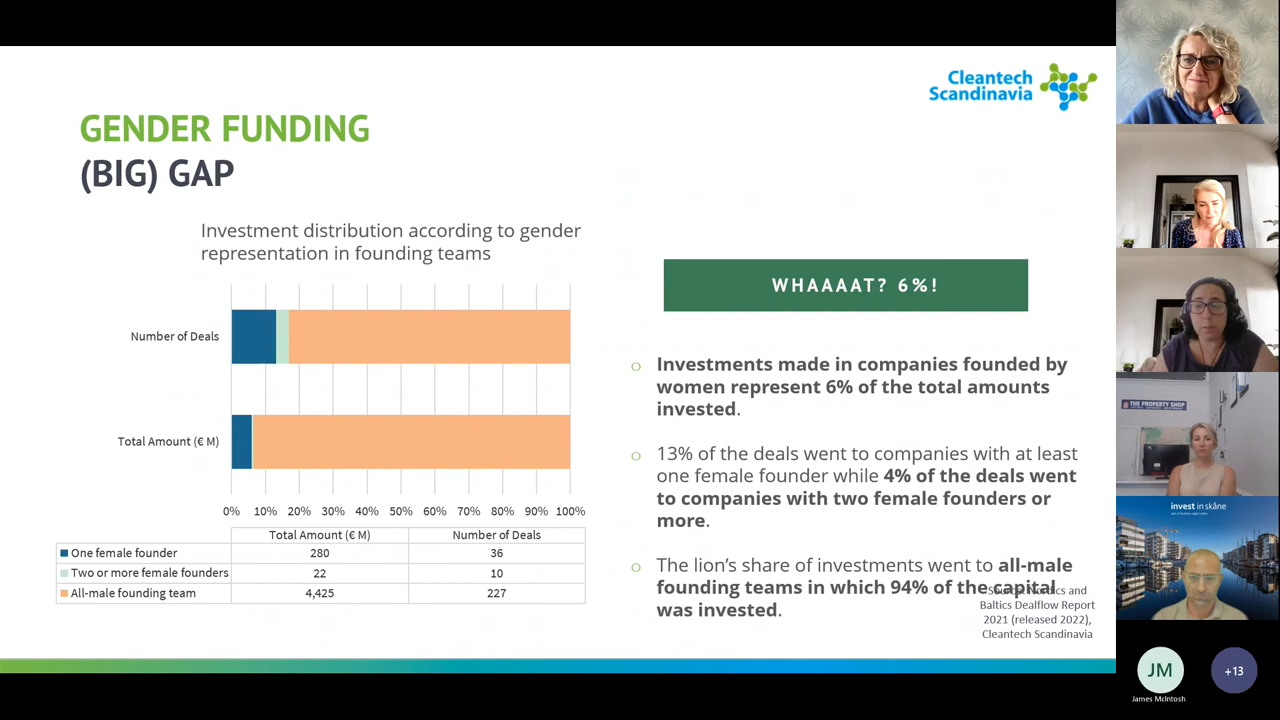 Cleantech
Scandinavia
GENDER FUNDING
(BIG) GAP
Investment distribution according to gender
representation in founding teams
Number of Deals
Total Amount (€ M)
0% 10% 20% 30% 40% 50% 60% 70% 80% 90% 100%
Total Amount (€ M) Number of Deals
One female founder 280 36
Two or more female founders 22 10
All-male founding team 4,425 227
WHAAAAT? 6%!
Investments made in companies founded by
women represent 6% of the total amounts
invested.
13% of the deals went to companies with at least
one female founder while 4% of the deals went
to companies with two female founders or
more.
The lion’s share of investments went to all-male
founding teams in which 94% of the capital
was invested.
Source: Nordics and
Baltics Dealflow Report
2021 (released 2022),
Cleantech Scandinavia
THE PROPERTY SHOP
invest in skåne
JM
James McIntosh
+13